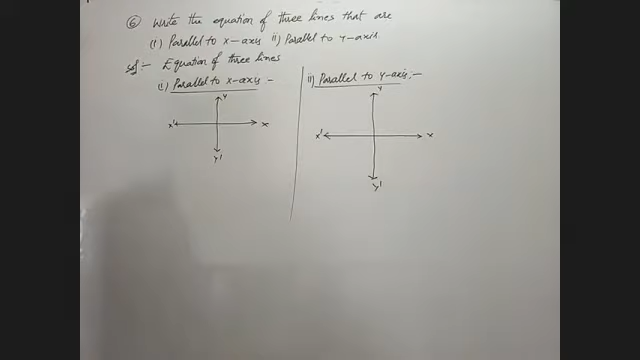 ⑥ Write the equation of three lines that are
(i) Parallel to x-axis ii) Parallel to Y-axis.
Sol:- Equation of three lines
(i) Parallel to x-axis -
Y
x' x
Y'
ii) Parallel to Y-axis:-
Y
x' x
Y'